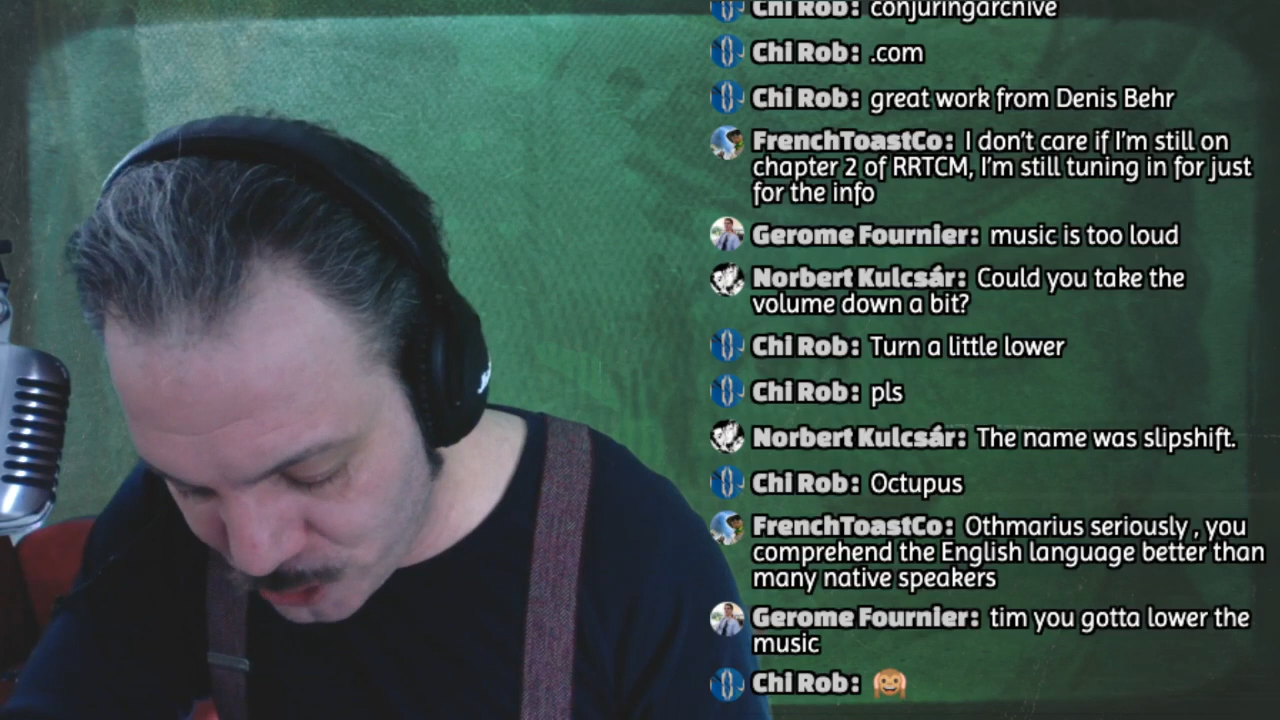 Chi Rob: conjuringarchive
Chi Rob: .com
Chi Rob: great work from Denis Behr
FrenchToastCo: I don't care if I'm still on
chapter 2 of RRTCM, I'm still tuning in for just
for the info
Gerome Fournier: music is too loud
Norbert Kulcsár: Could you take the
volume down a bit?
Chi Rob: Turn a little lower
Chi Rob: pls
Norbert Kulcsár: The name was slipshift.
Chi Rob: Octupus
FrenchToastCo: Othmarius seriously , you
comprehend the English language better than
many native speakers
Gerome Fournier: tim you gotta lower the
music
Chi Rob: 🙉